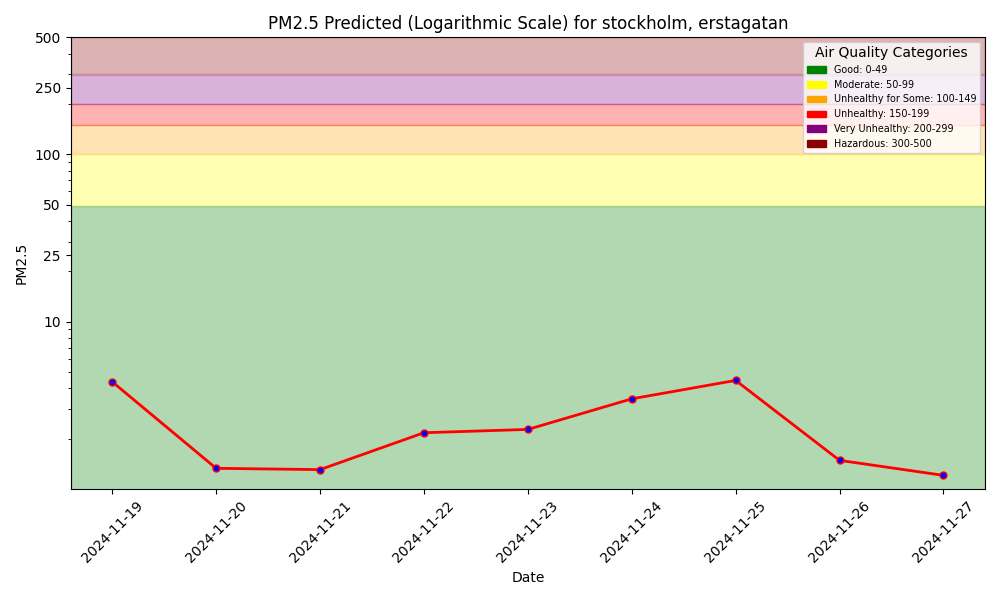 PM2.5 Predicted (Logarithmic Scale) for stockholm, erstagatan
Air Quality Categories
Good: 0-49
Moderate: 50-99
Unhealthy for Some: 100-149
Unhealthy: 150-199
Very Unhealthy: 200-299
Hazardous: 300-500
PM2.5
500
250
100
50
25
10
2024-11-19
2024-11-20
2024-11-21
2024-11-22
2024-11-23
2024-11-24
2024-11-25
2024-11-26
2024-11-27
Date